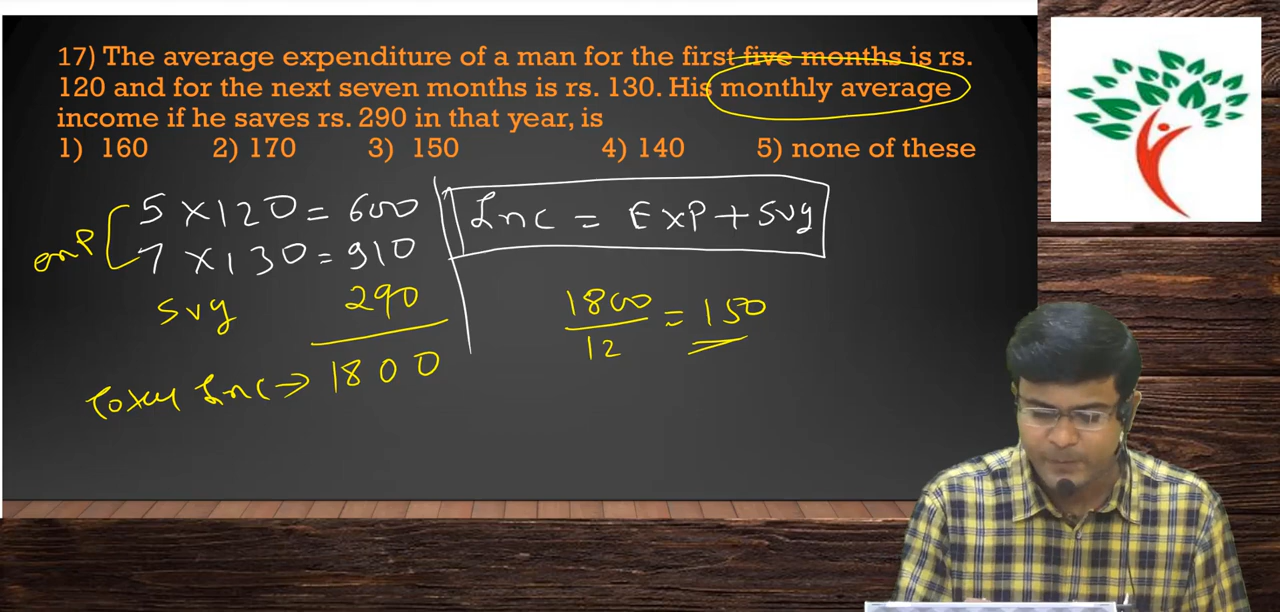 17) The average expenditure of a man for the first five months is rs.
120 and for the next seven months is rs. 130. His monthly average
income if he saves rs. 290 in that year, is
1) 160 2) 170 3) 150 4) 140 5) none of these
5 × 120 = 600
7 × 130 = 910
Svg 290
Inc → 1800
Inc = Exp + Svg
1800
12
= 150